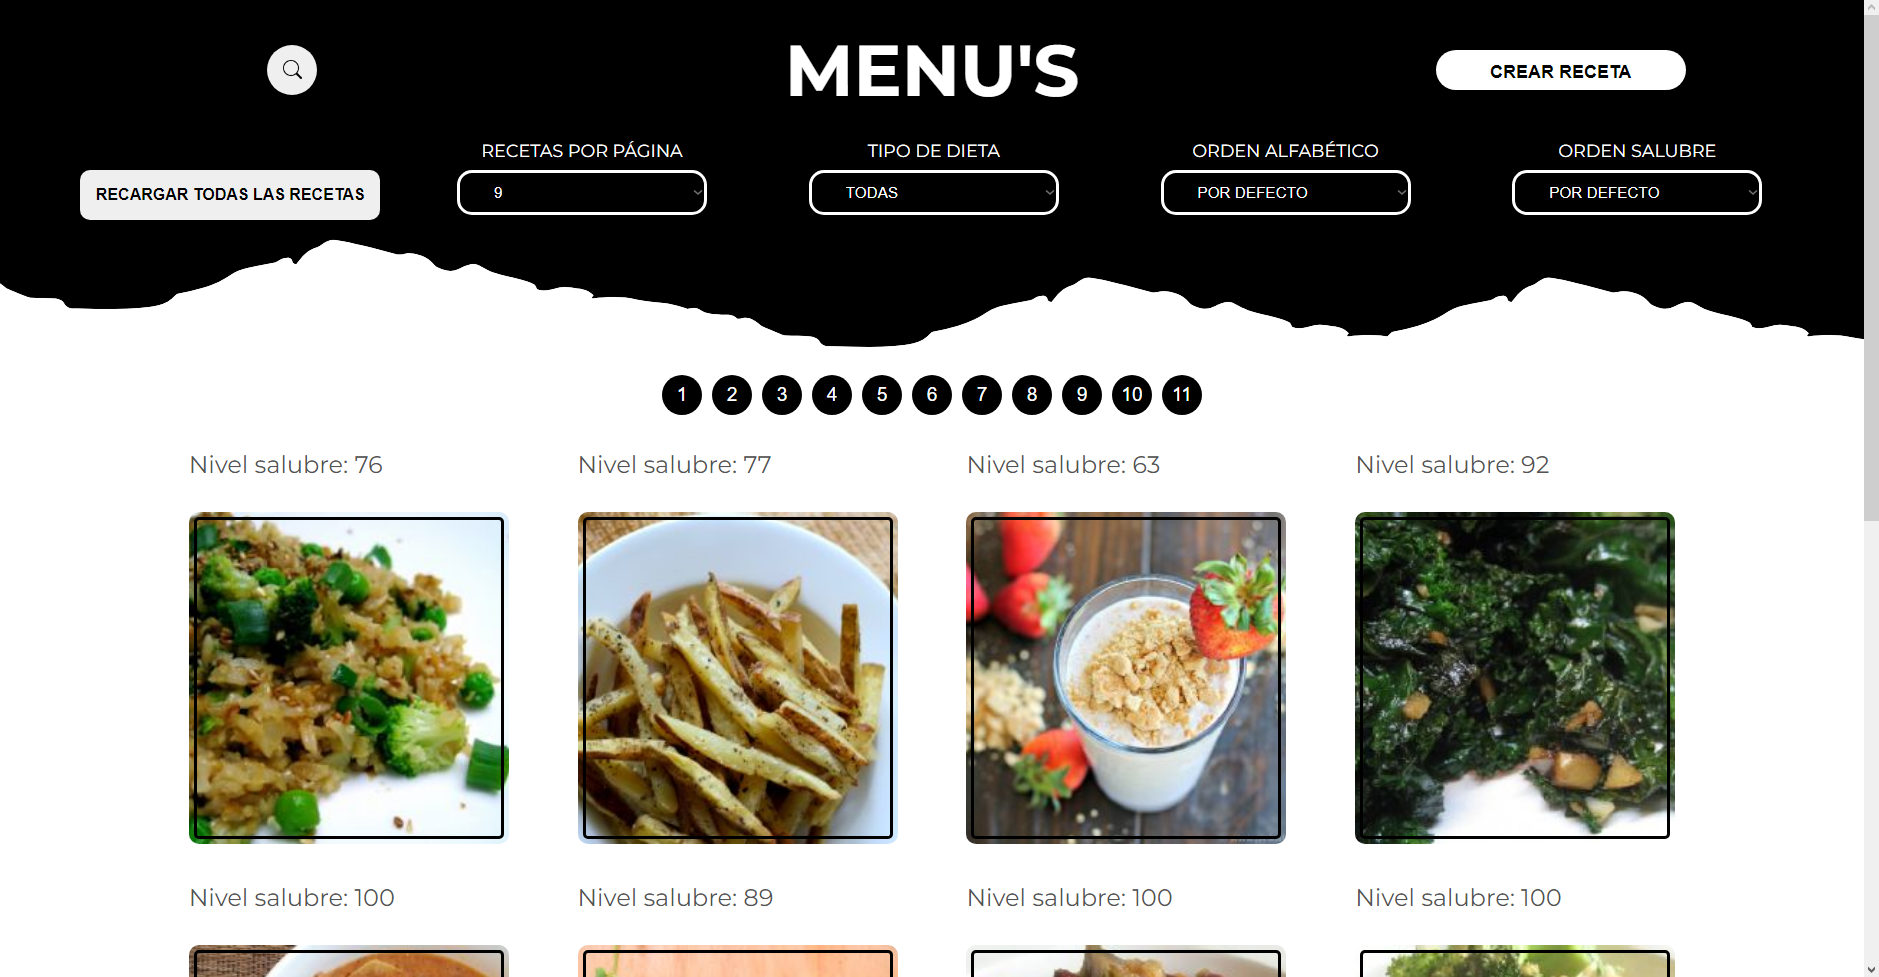 MENU'S
CREAR RECETA
RECARGAR TODAS LAS RECETAS
RECETAS POR PÁGINA
9
TIPO DE DIETA
TODAS
ORDEN ALFABÉTICO
POR DEFECTO
ORDEN SALUBRE
POR DEFECTO
1 2 3 4 5 6 7 8 9 10 11
Nivel salubre: 76
Nivel salubre: 77
Nivel salubre: 63
Nivel salubre: 92
Nivel salubre: 100
Nivel salubre: 89
Nivel salubre: 100
Nivel salubre: 100